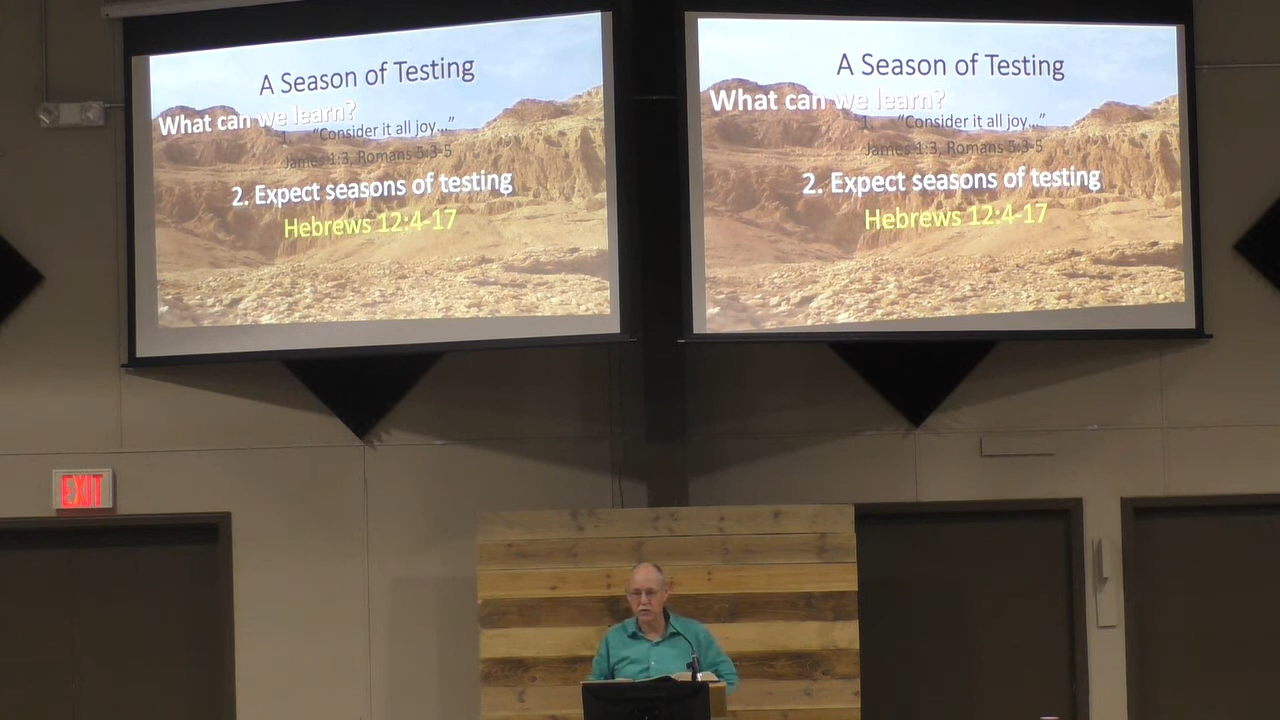 A Season of Testing
What can we learn?
1. "Consider it all joy..."
James 1:3, Romans 5:3-5
2. Expect seasons of testing
Hebrews 12:4-17
A Season of Testing
What can we learn?
1. "Consider it all joy..."
James 1:3, Romans 5:3-5
2. Expect seasons of testing
Hebrews 12:4-17
EXIT